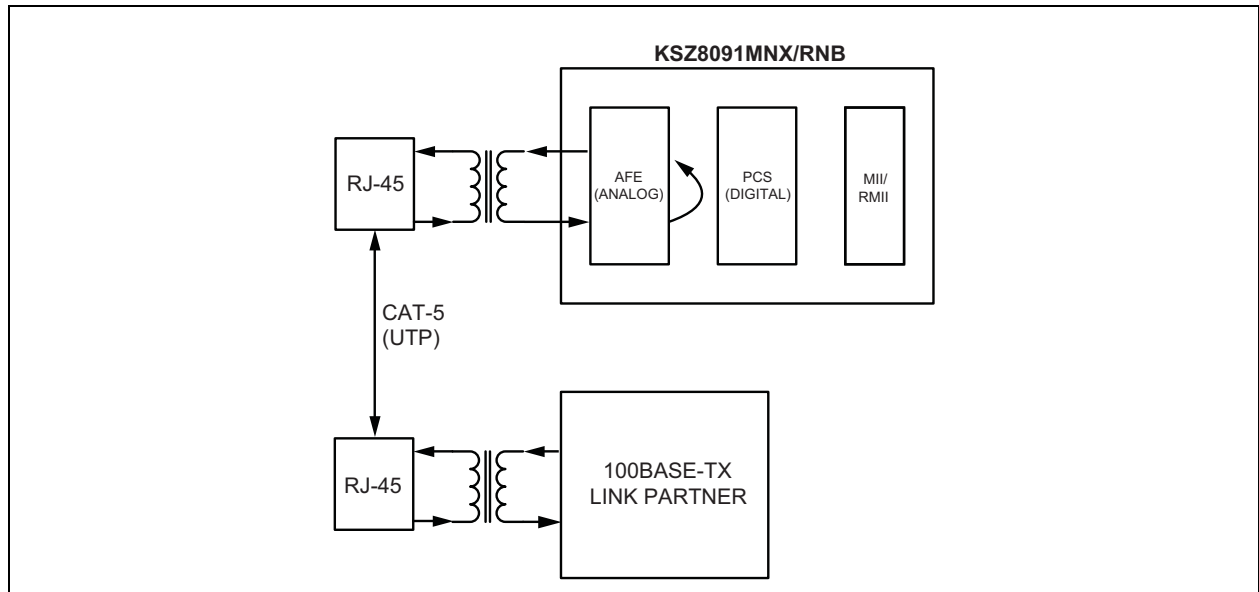 KSZ8091MNX/RNB
RJ-45
AFE
(ANALOG)
PCS
(DIGITAL)
MII/
RMII
CAT-5
(UTP)
RJ-45
100BASE-TX
LINK PARTNER